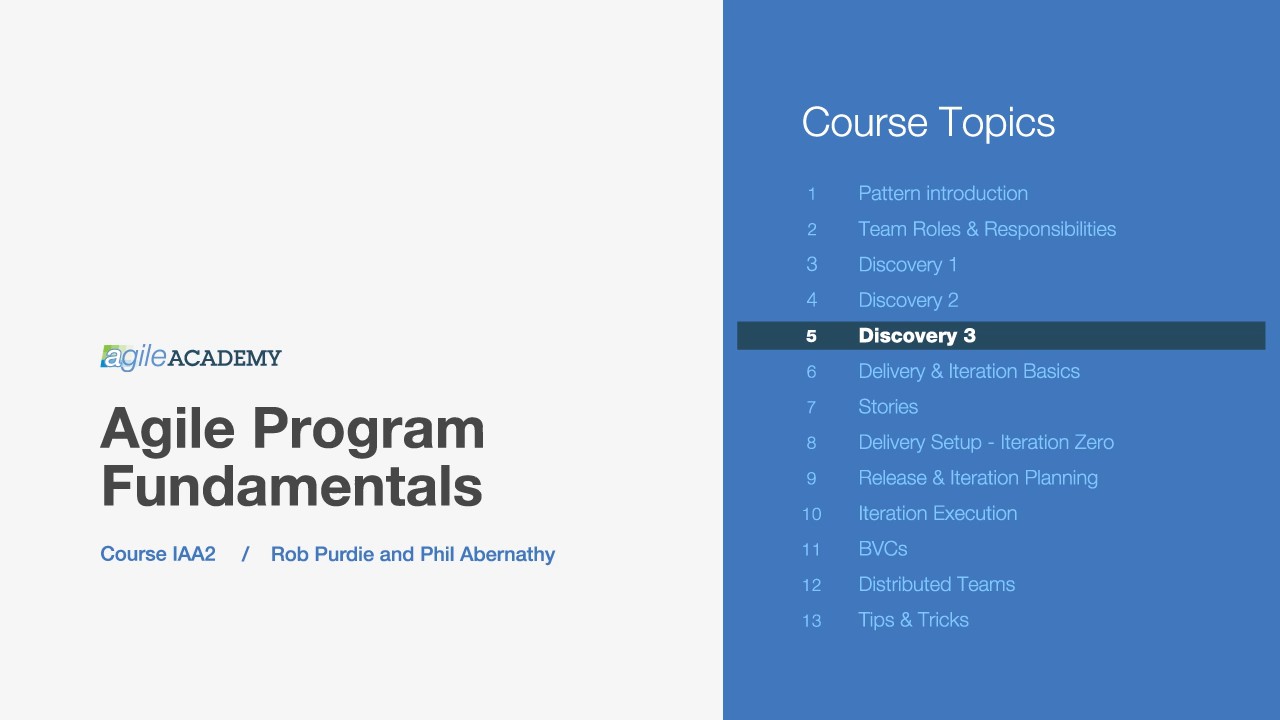 agileACADEMY
Agile Program
Fundamentals
Course IAA2 / Rob Purdie and Phil Abernathy
Course Topics
1 Pattern introduction
2 Team Roles & Responsibilities
3 Discovery 1
4 Discovery 2
5 Discovery 3
6 Delivery & Iteration Basics
7 Stories
8 Delivery Setup - Iteration Zero
9 Release & Iteration Planning
10 Iteration Execution
11 BVCs
12 Distributed Teams
13 Tips & Tricks